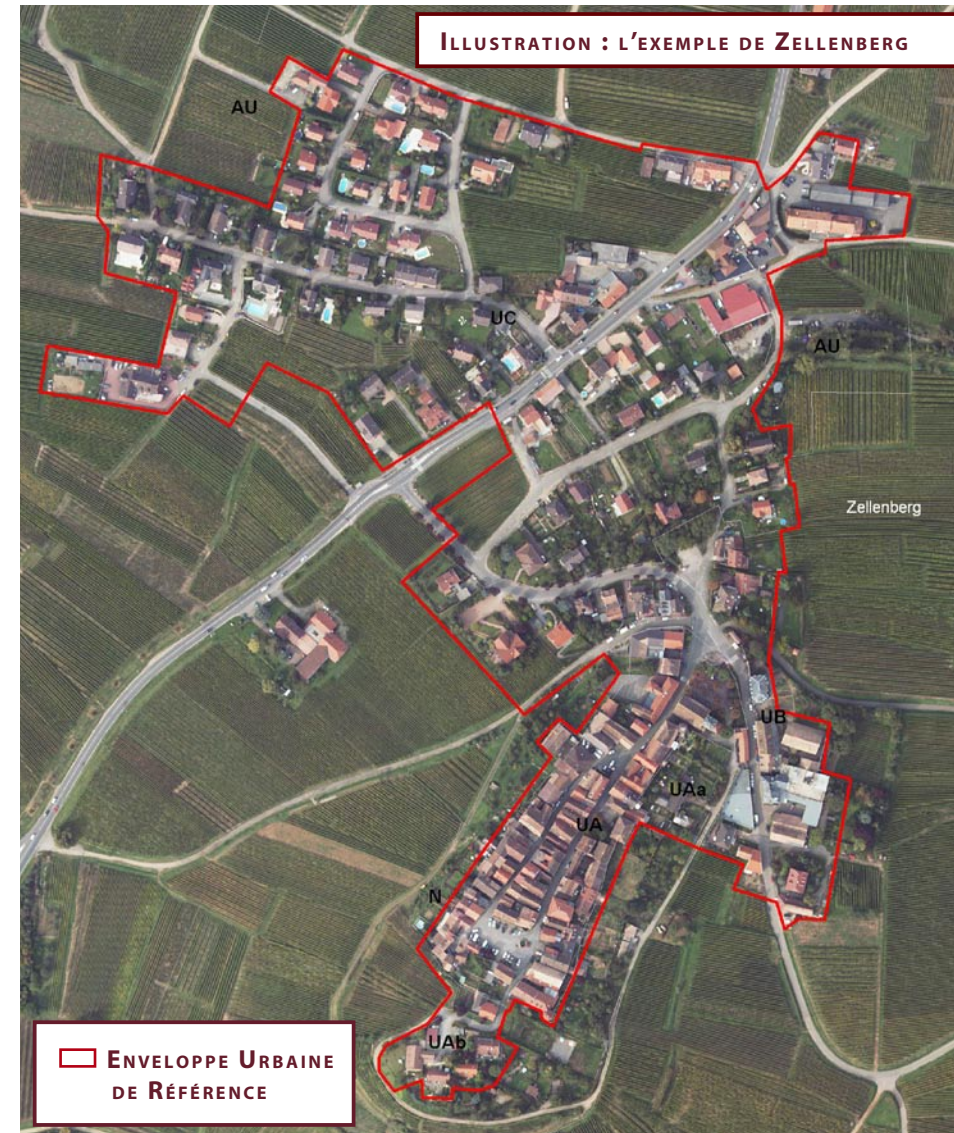 ILLUSTRATION : L'EXEMPLE DE ZELLENBERG
AU
UC
AU
Zellenberg
UB
UAa
UA
N
UAb
ENVELOPPE URBAINE
DE RÉFÉRENCE